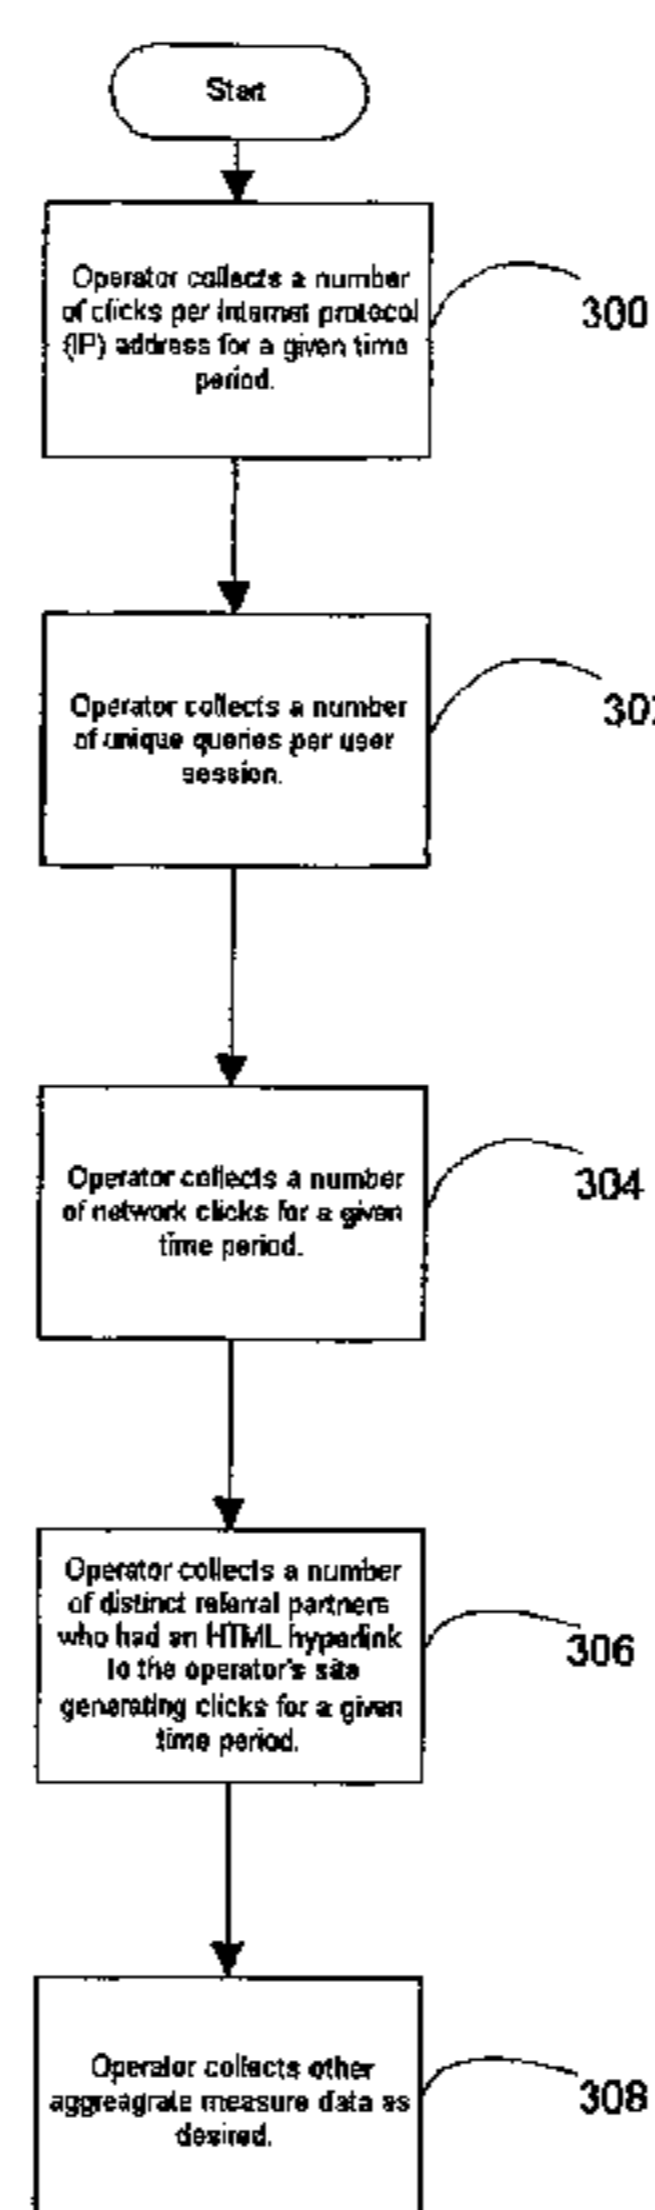 Start
Operator collects a number
of clicks per internet protocol
(IP) address for a given time
period.
300
Operator collects a number
of unique queries per user
session.
302
Operator collects a number
of network clicks for a given
time period.
304
Operator collects a number
of distinct referral partners
who had an HTML hyperlink
to the operator's site
generating clicks for a given
time period.
306
Operator collects other
aggreagrate measure data as
desired.
308